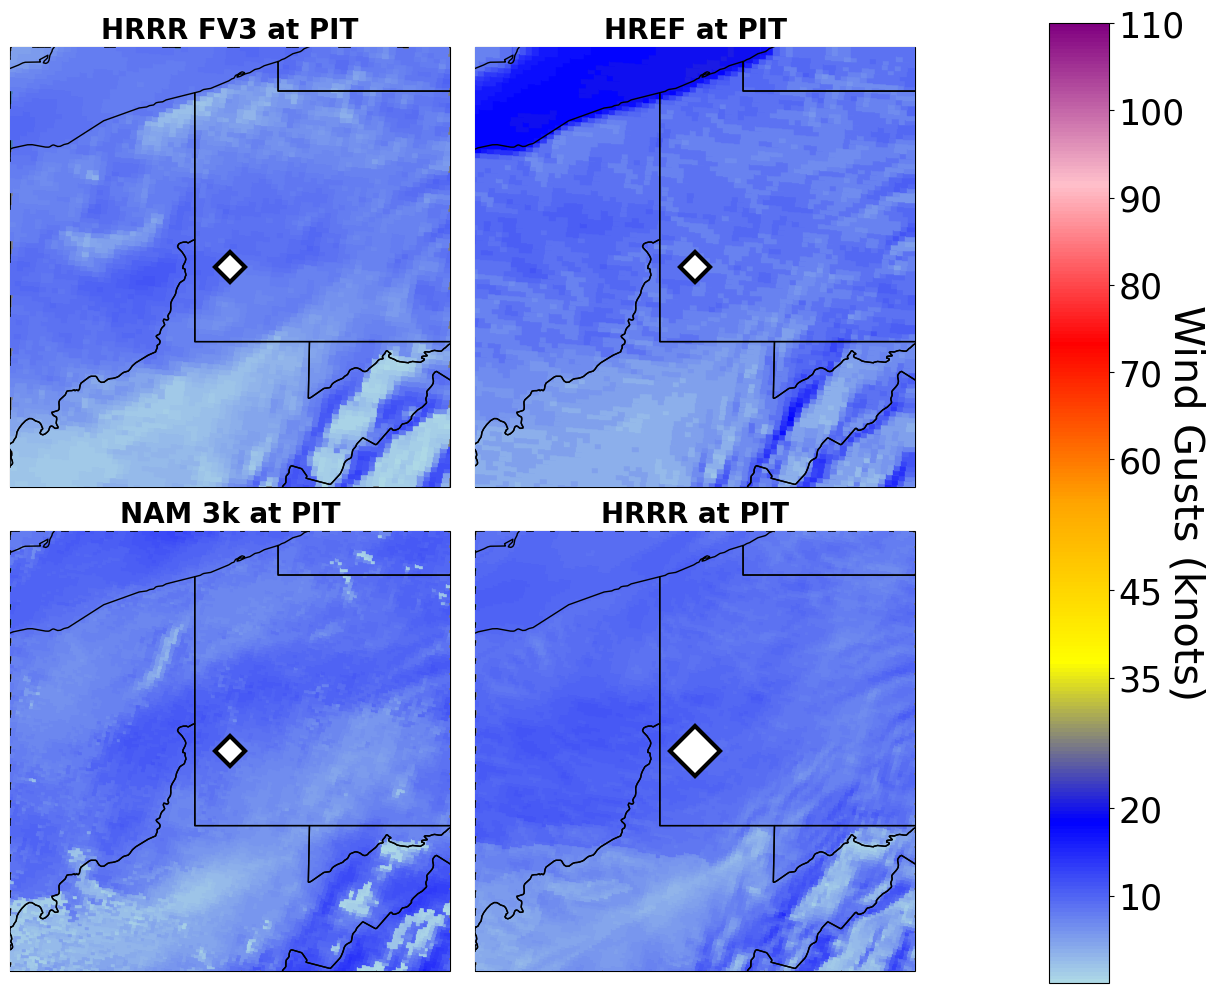 HRRR FV3 at PIT
HREF at PIT
NAM 3k at PIT
HRRR at PIT
110
100
90
80
70
60
45
35
20
10
Wind Gusts (knots)